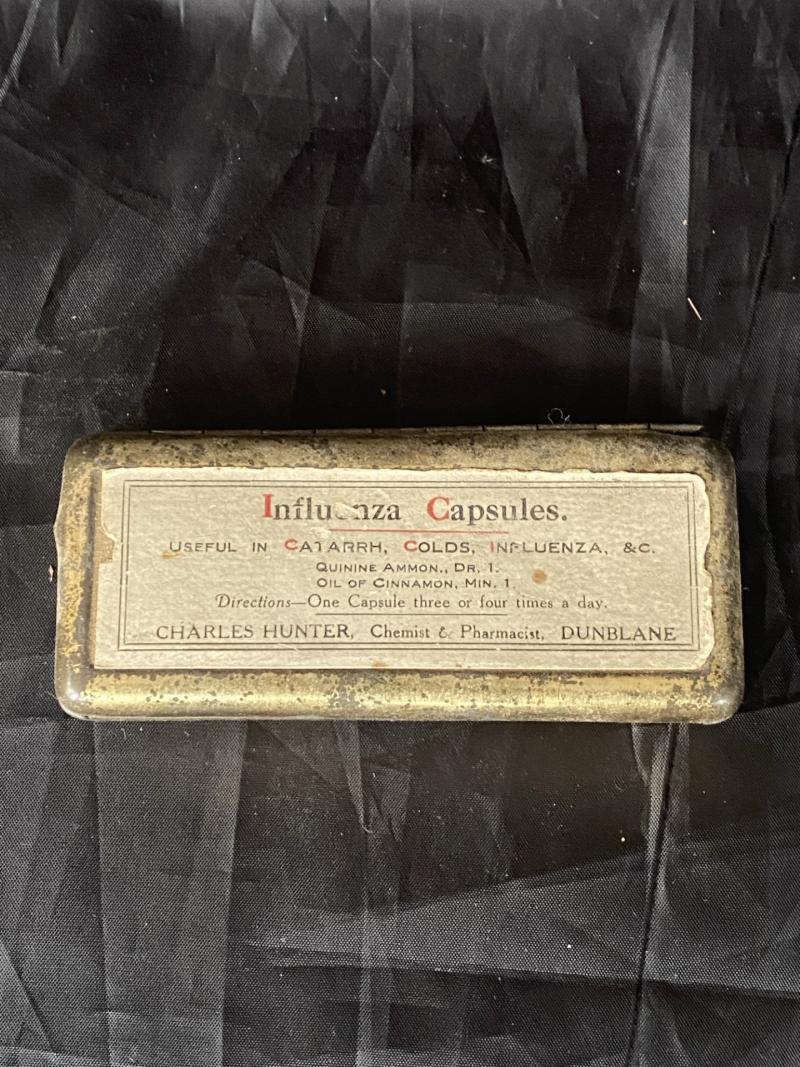 Influenza Capsules.
USEFUL IN CATARRH, COLDS, INFLUENZA, &C.
QUININE AMMON., DR. 1.
OIL OF CINNAMON, MIN. 1.
Directions—One Capsule three or four times a day.
CHARLES HUNTER, Chemist & Pharmacist, DUNBLANE